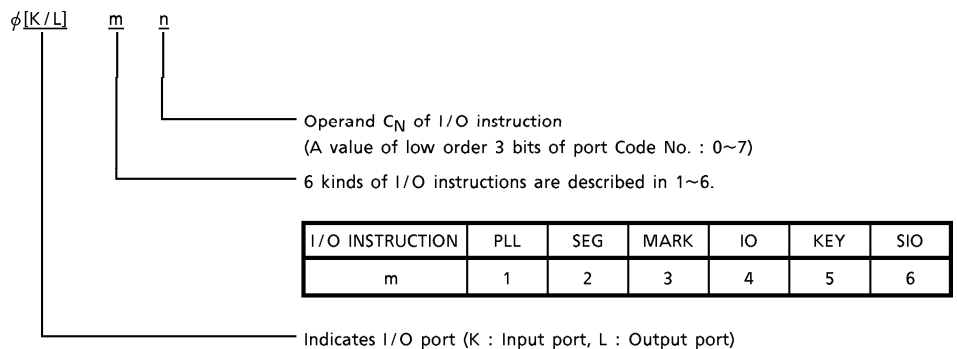 ϕ[K/L] m n
Operand CN of I/O instruction
(A value of low order 3 bits of port Code No. : 0~7)
6 kinds of I/O instructions are described in 1~6.
I/O INSTRUCTION PLL SEG MARK IO KEY SIO
m 1 2 3 4 5 6
Indicates I/O port (K : Input port, L : Output port)